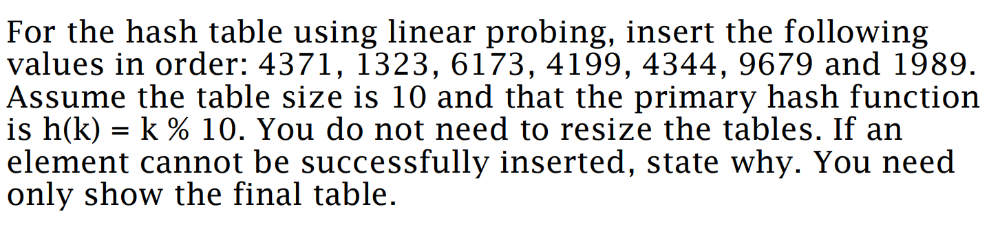 For the hash table using linear probing, insert the following
values in order: 4371, 1323, 6173, 4199, 4344, 9679 and 1989.
Assume the table size is 10 and that the primary hash function
is h(k) = k % 10. You do not need to resize the tables. If an
element cannot be successfully inserted, state why. You need
only show the final table.